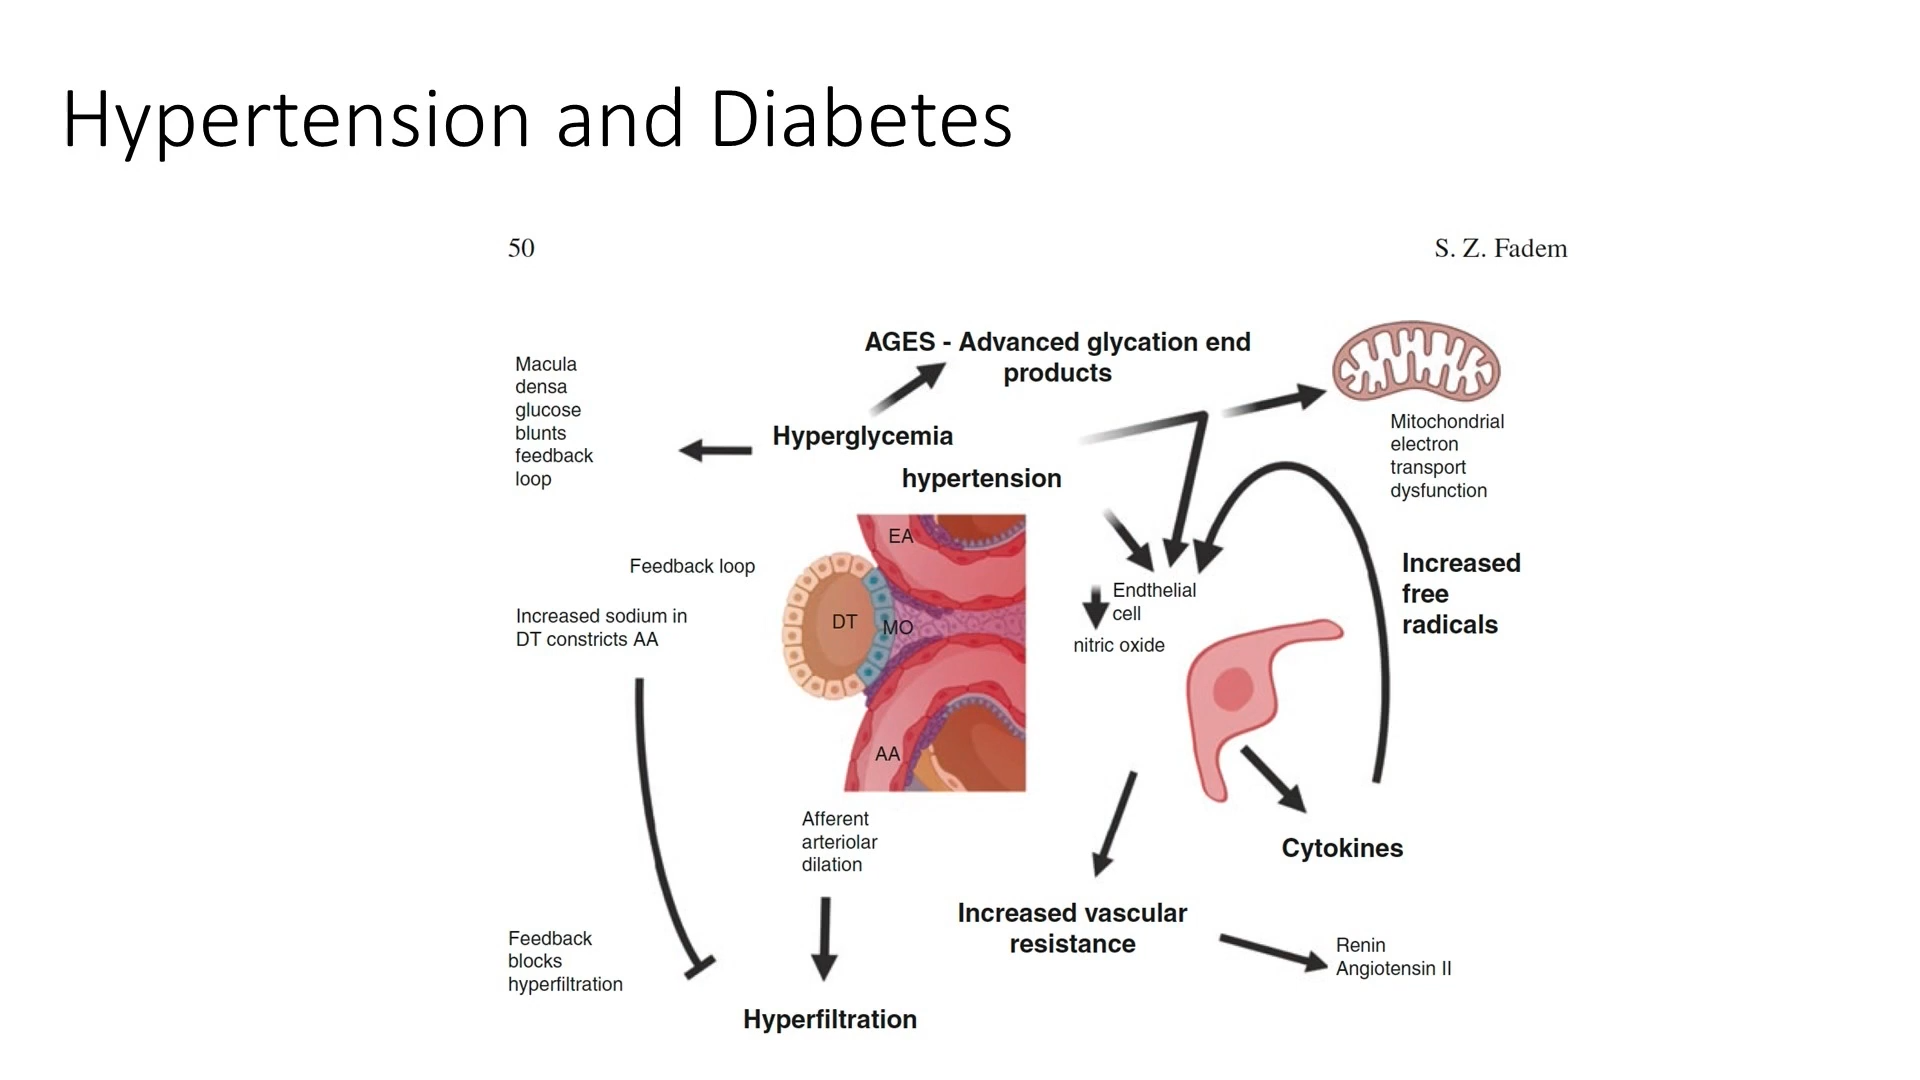 Hypertension and Diabetes
50
S. Z. Fadem
AGES - Advanced glycation end
products
Macula
densa
glucose
blunts
feedback
loop
Hyperglycemia
hypertension
Mitochondrial
electron
transport
dysfunction
EA
Feedback loop
DT
MO
Increased sodium in
DT constricts AA
Endthelial
cell
nitric oxide
Increased
free
radicals
AA
Afferent
arteriolar
dilation
Cytokines
Increased vascular
resistance
Feedback
blocks
hyperfiltration
Renin
Angiotensin II
Hyperfiltration